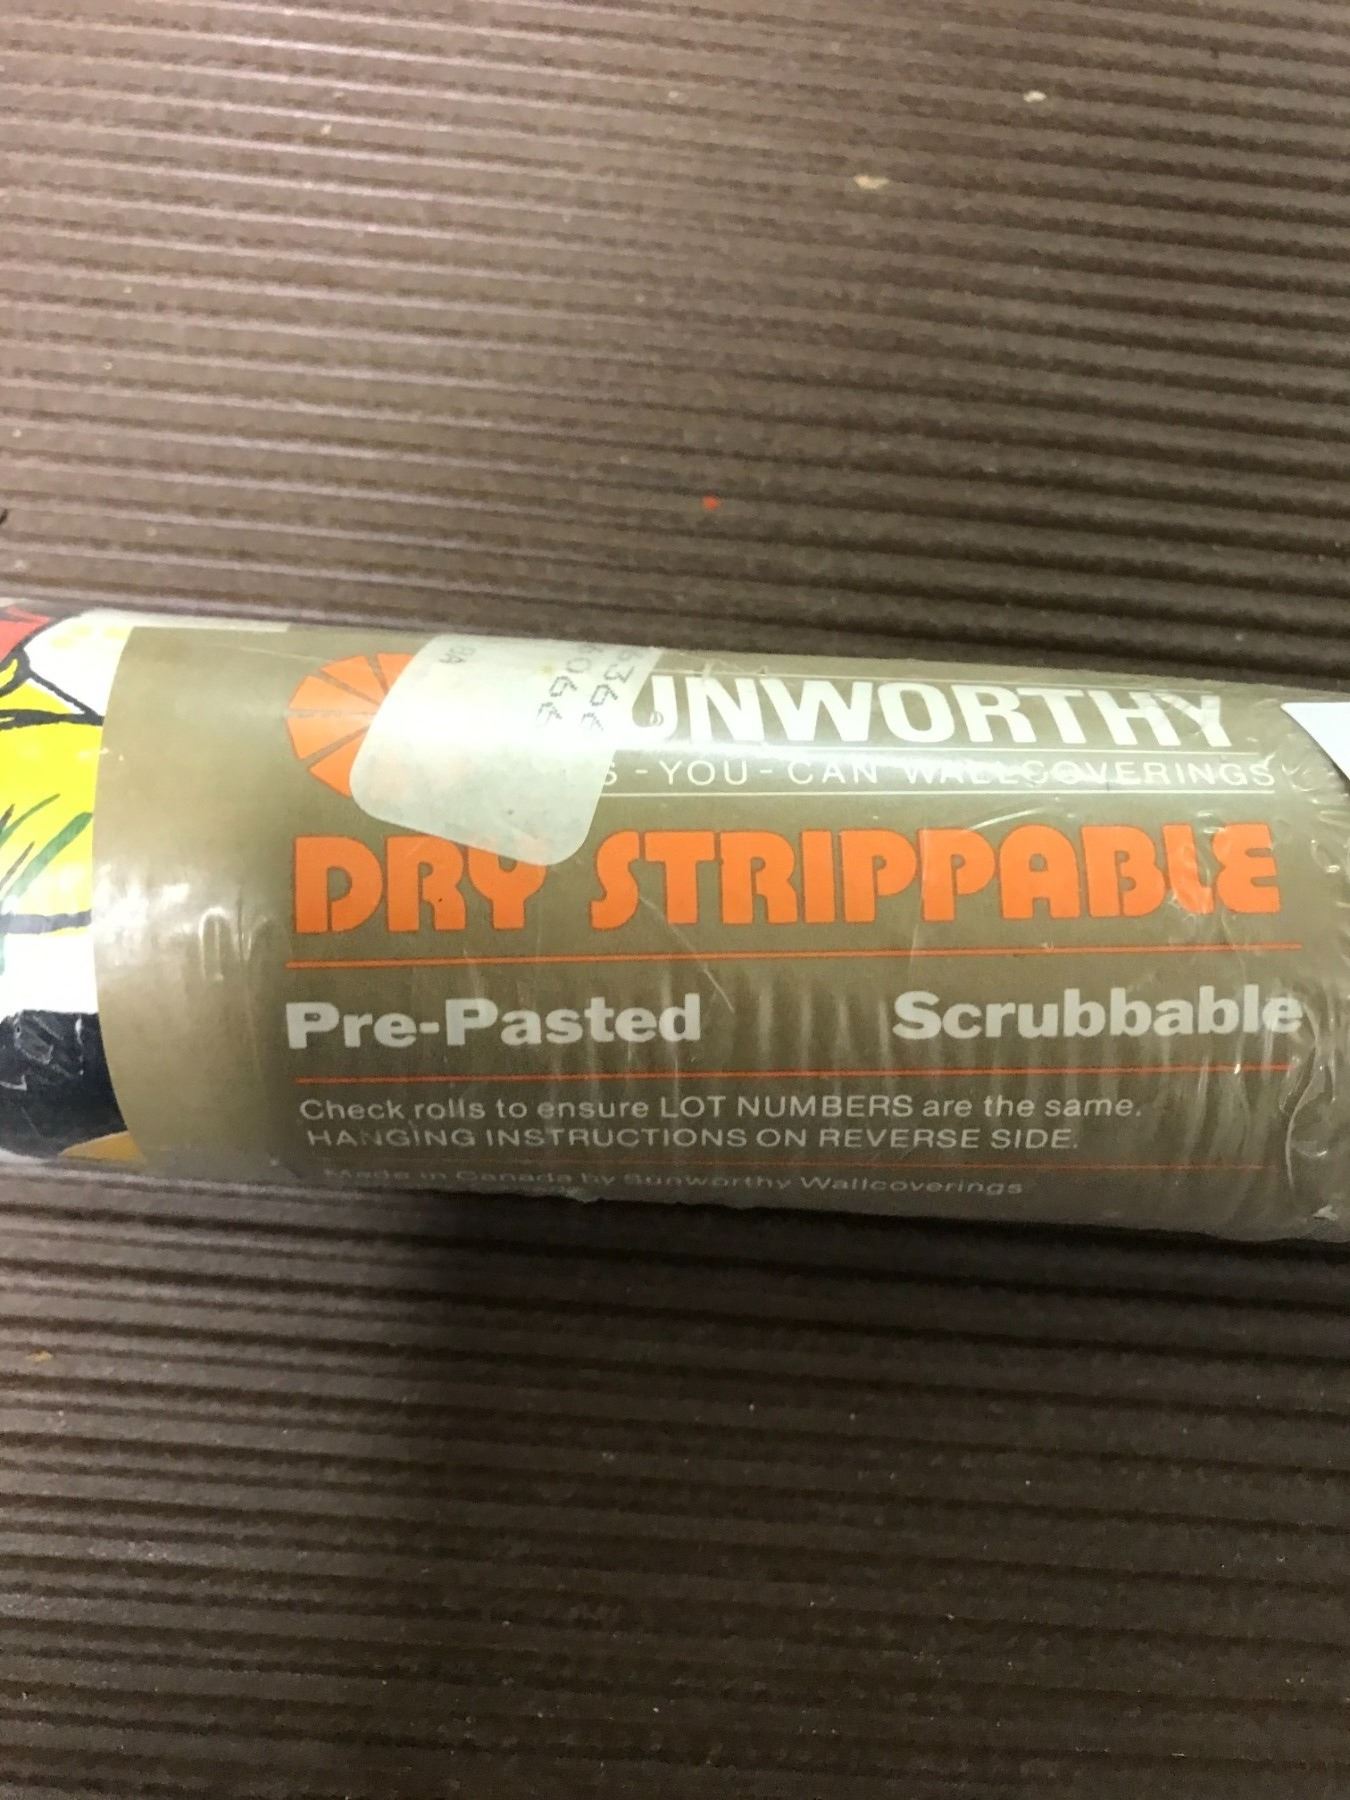 UNWORTHY
S - YOU - CAN WALLCOVERINGS
DRY STRIPPABLE
Pre-Pasted Scrubbable
Check rolls to ensure LOT NUMBERS are the same.
HANGING INSTRUCTIONS ON REVERSE SIDE.
Made in Canada by Sunworthy Wallcoverings